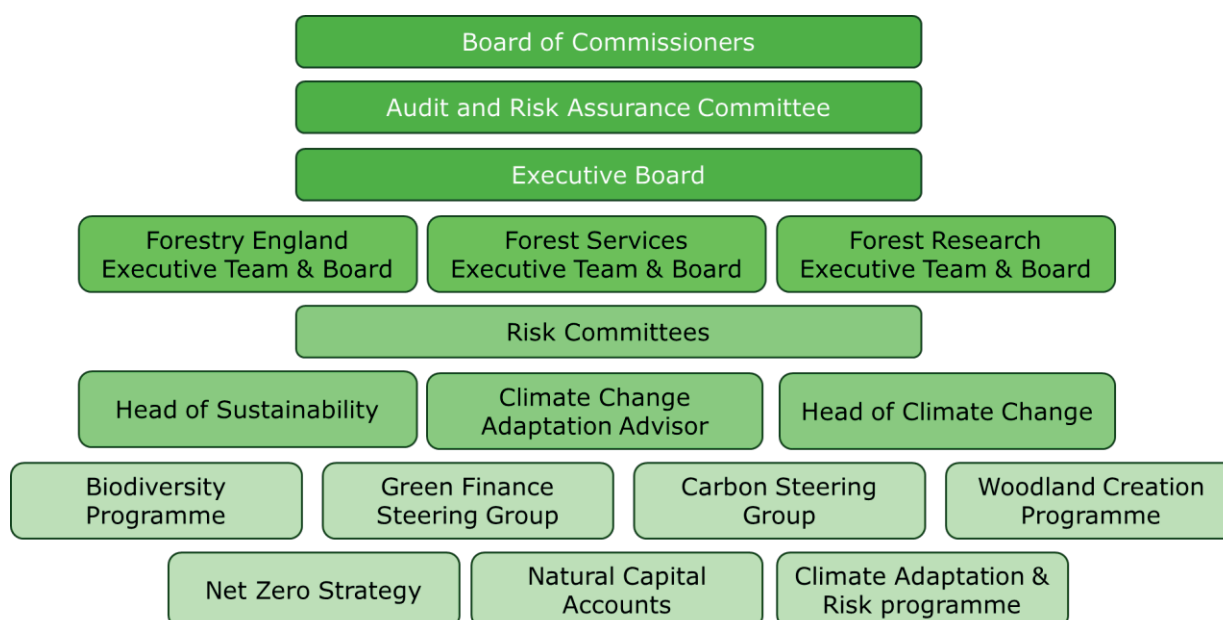 Board of Commissioners
Audit and Risk Assurance Committee
Executive Board
Forestry England
Executive Team & Board
Forest Services
Executive Team & Board
Forest Research
Executive Team & Board
Risk Committees
Head of Sustainability
Climate Change
Adaptation Advisor
Head of Climate Change
Biodiversity
Programme
Green Finance
Steering Group
Carbon Steering
Group
Woodland Creation
Programme
Net Zero Strategy
Natural Capital
Accounts
Climate Adaptation &
Risk programme